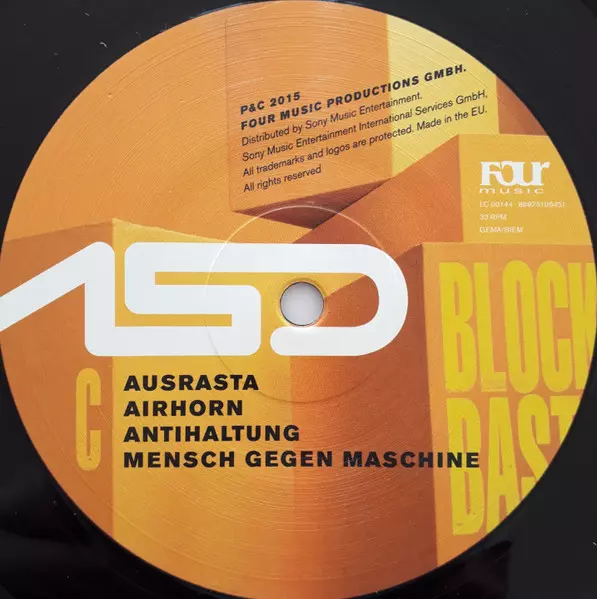 P&C 2015
FOUR MUSIC PRODUCTIONS GMBH.
Distributed by Sony Music Entertainment.
Sony Music Entertainment International Services GmbH,
All trademarks and logos are protected. Made in the EU.
All rights reserved
Four
music
33 RPM
GEMA/BIEM
ASD
BLOCK
BAST
C
AUSRASTA
AIRHORN
ANTIHALTUNG
MENSCH GEGEN MASCHINE